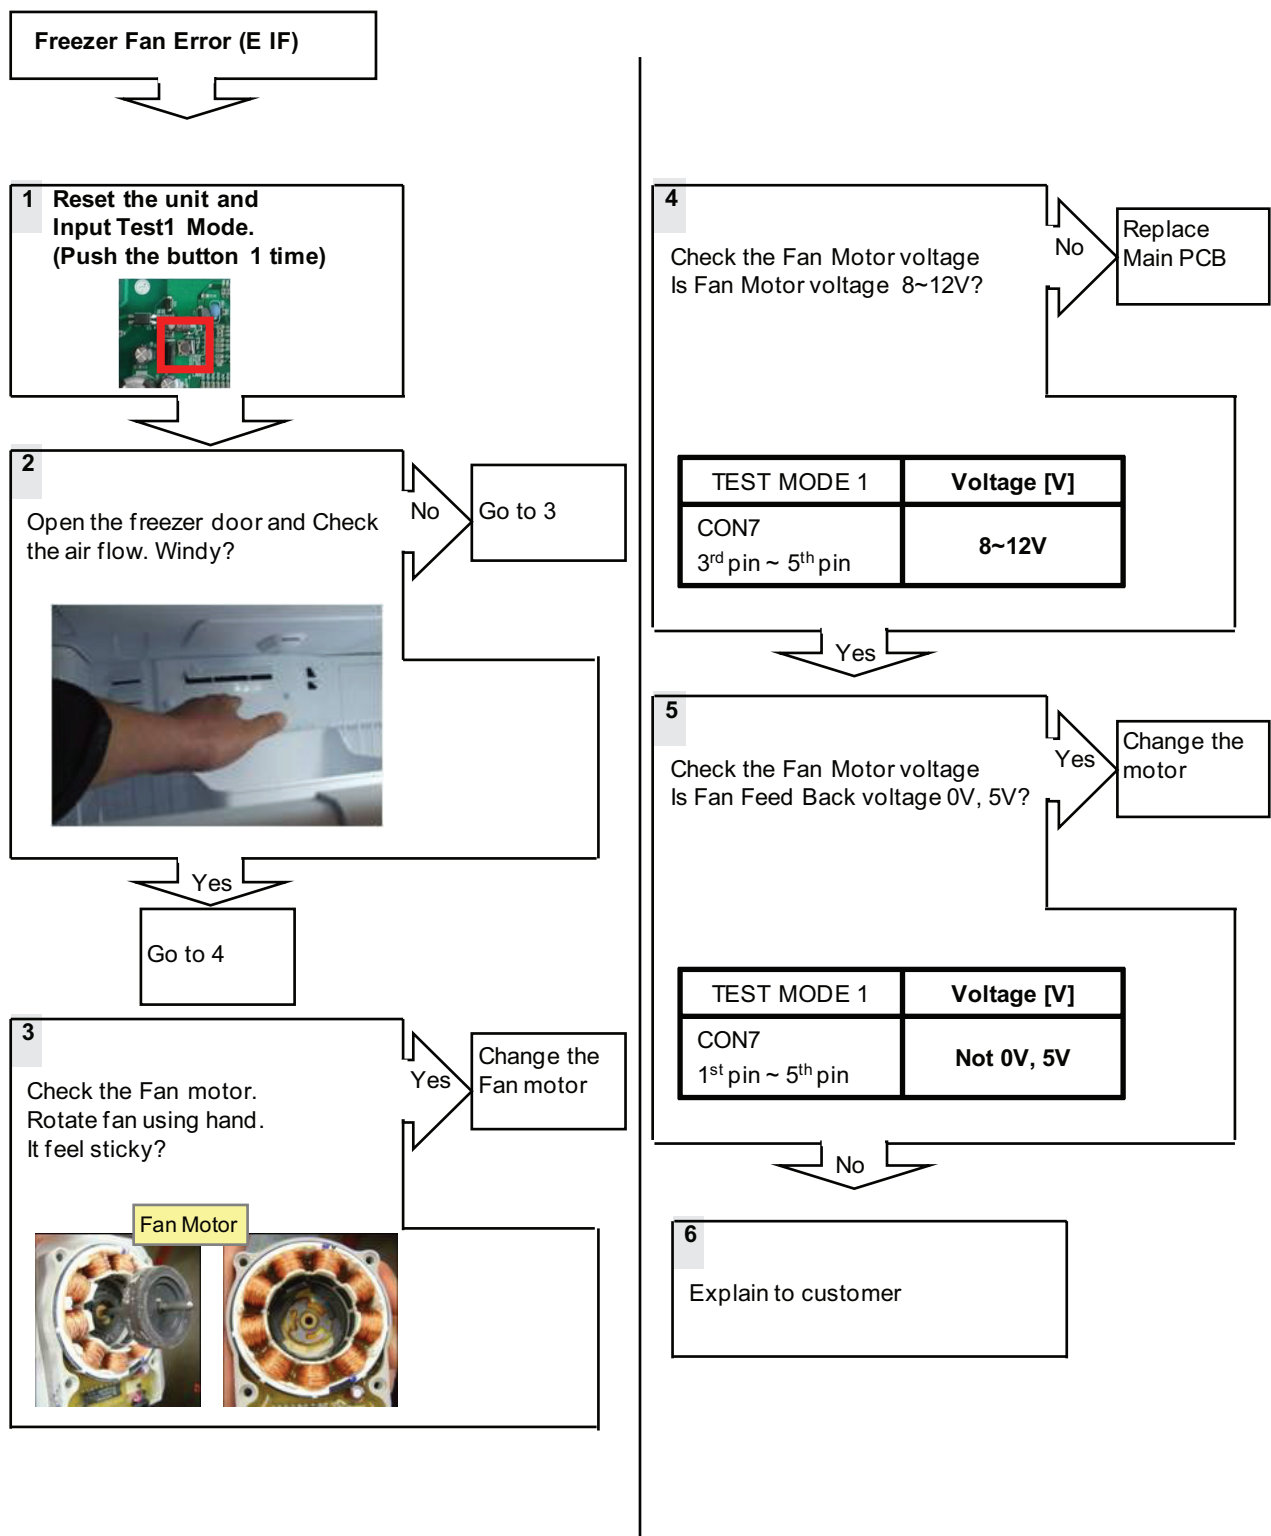 Freezer Fan Error (E IF)
1 Reset the unit and
Input Test1 Mode.
(Push the button 1 time)
2
Open the freezer door and Check
the air flow. Windy?
No
Go to 3
Yes
Go to 4
3
Check the Fan motor.
Rotate fan using hand.
It feel sticky?
Yes
Change the
Fan motor
Fan Motor
4
Check the Fan Motor voltage
Is Fan Motor voltage 8~12V?
No
Replace
Main PCB
TEST MODE 1 Voltage [V]
CON7
3rd pin ~ 5th pin
8~12V
Yes
5
Check the Fan Motor voltage
Is Fan Feed Back voltage 0V, 5V?
Yes
Change the
motor
TEST MODE 1 Voltage [V]
CON7
1st pin ~ 5th pin
Not 0V, 5V
No
6
Explain to customer